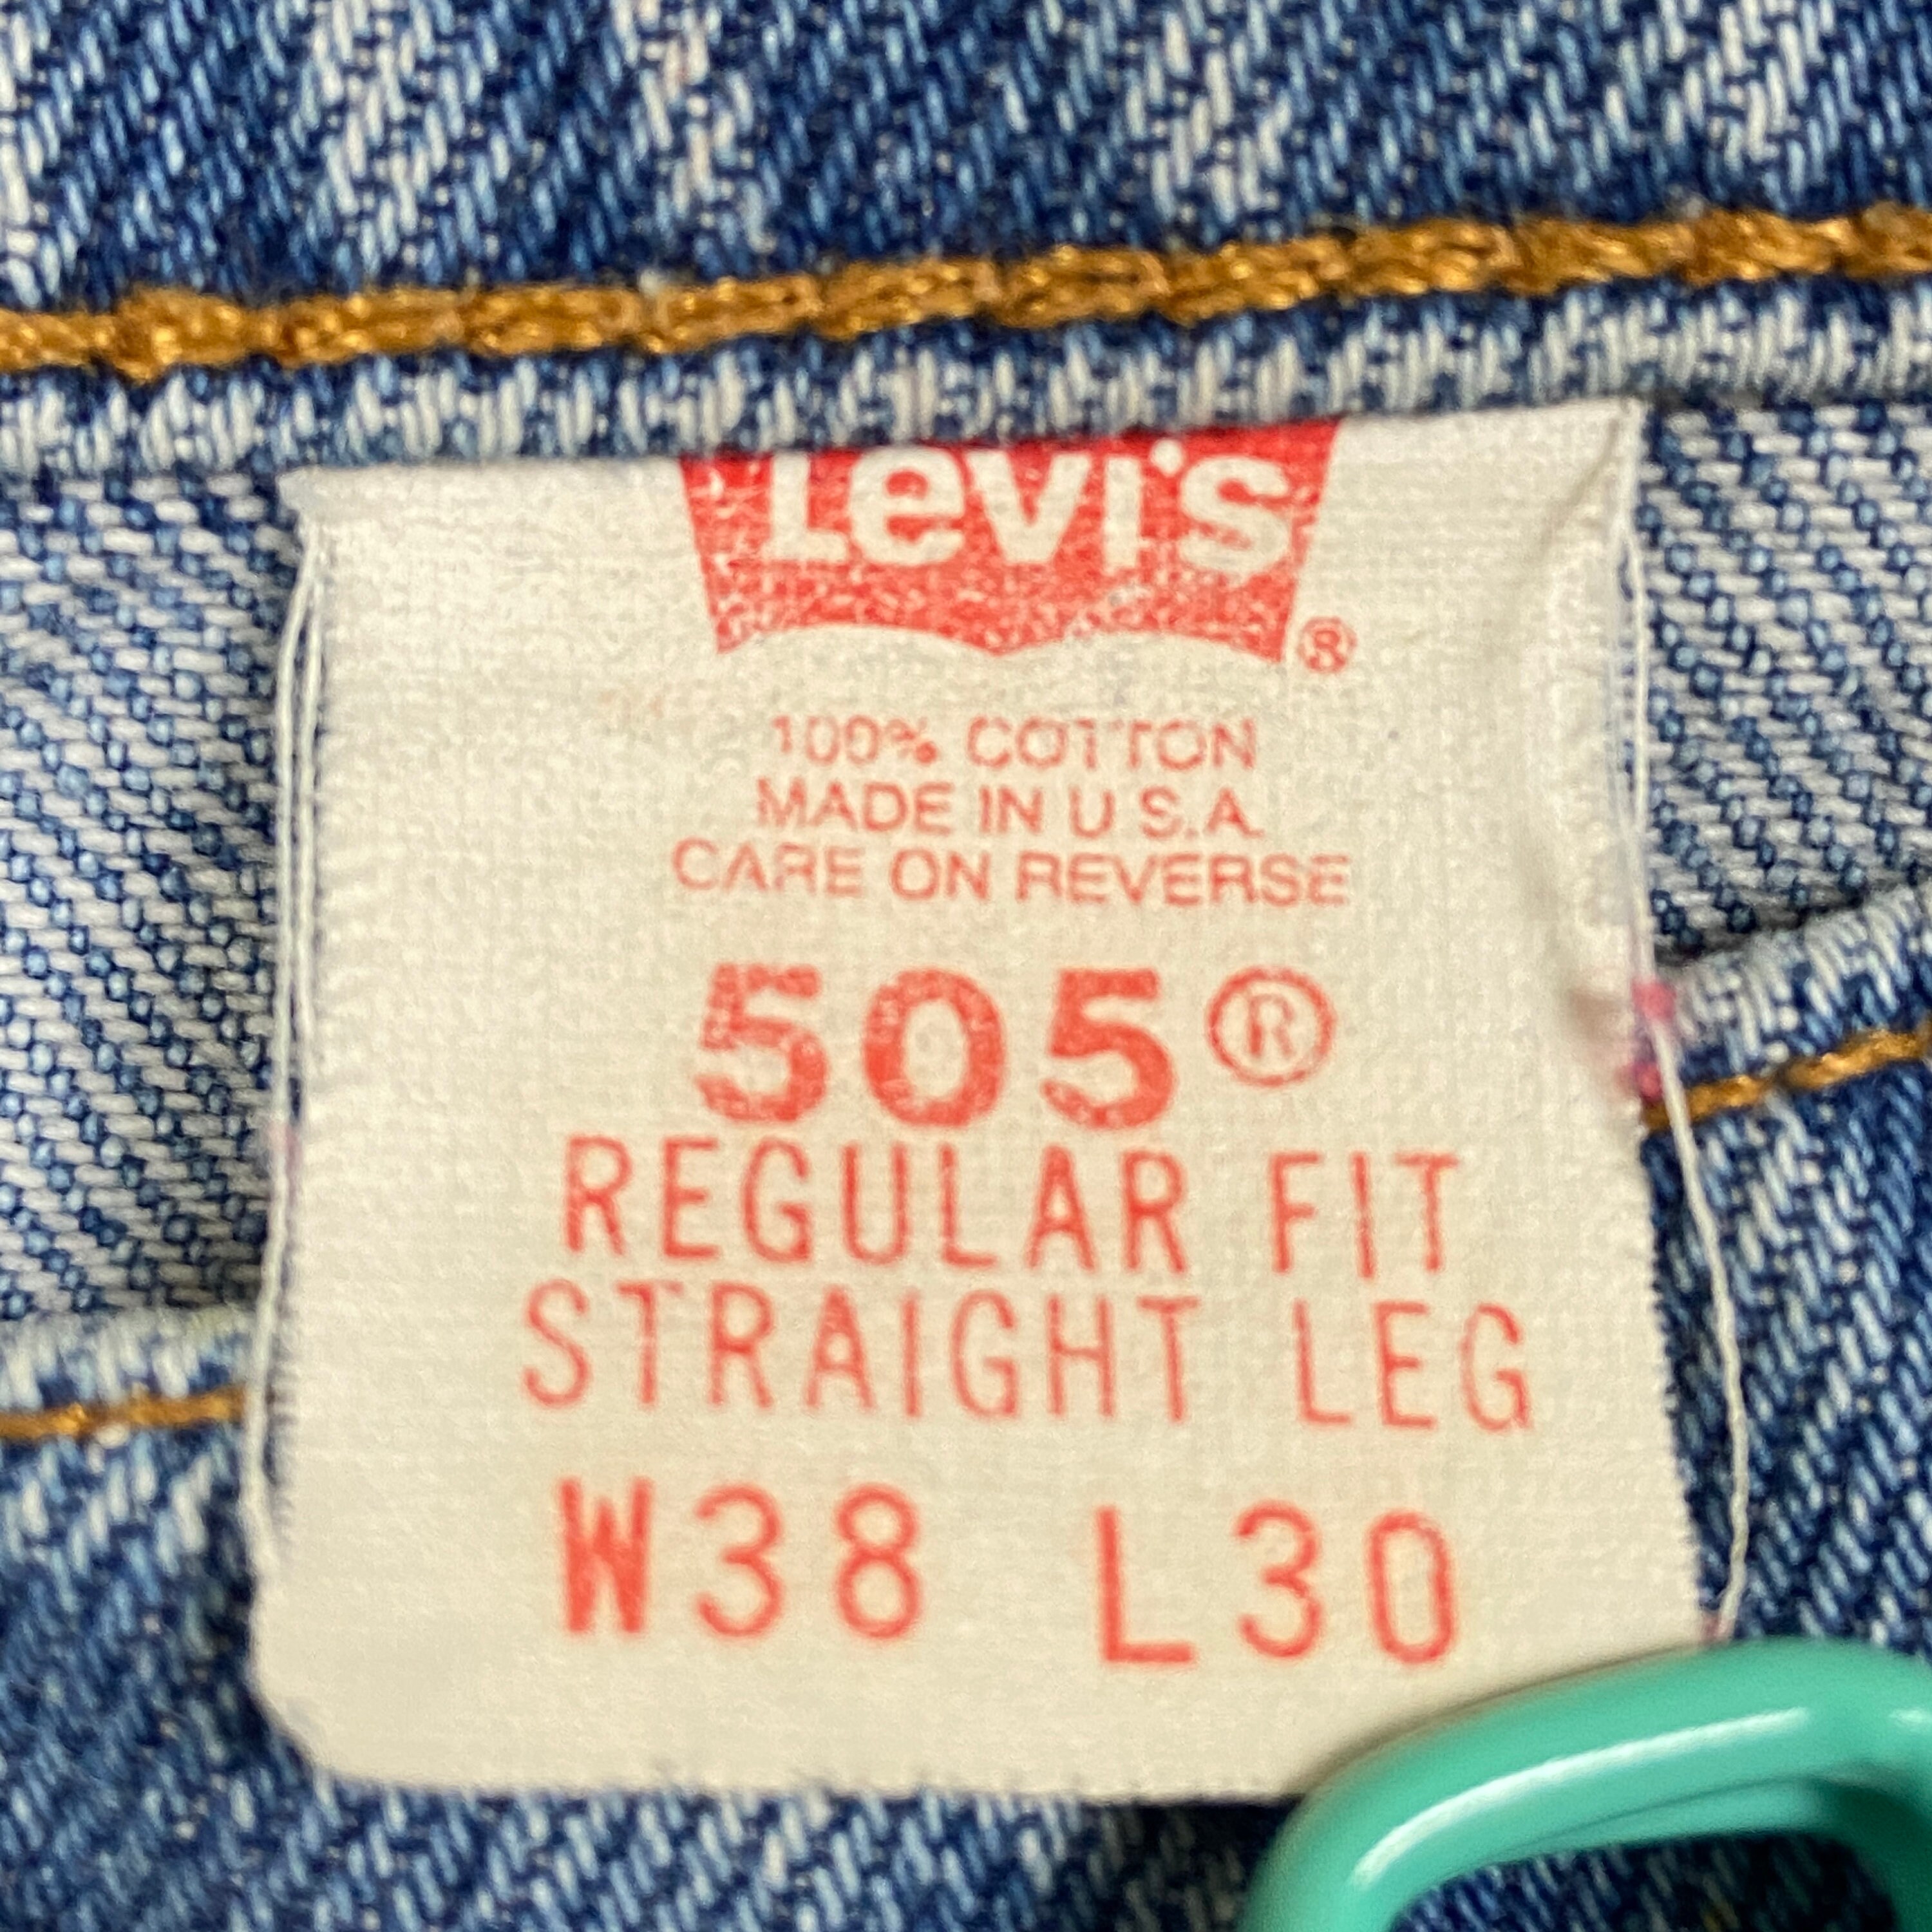 Levi's ®
100% COTTON
MADE IN U.S.A.
CARE ON REVERSE
505®
REGULAR FIT
STRAIGHT LEG
W38 L30